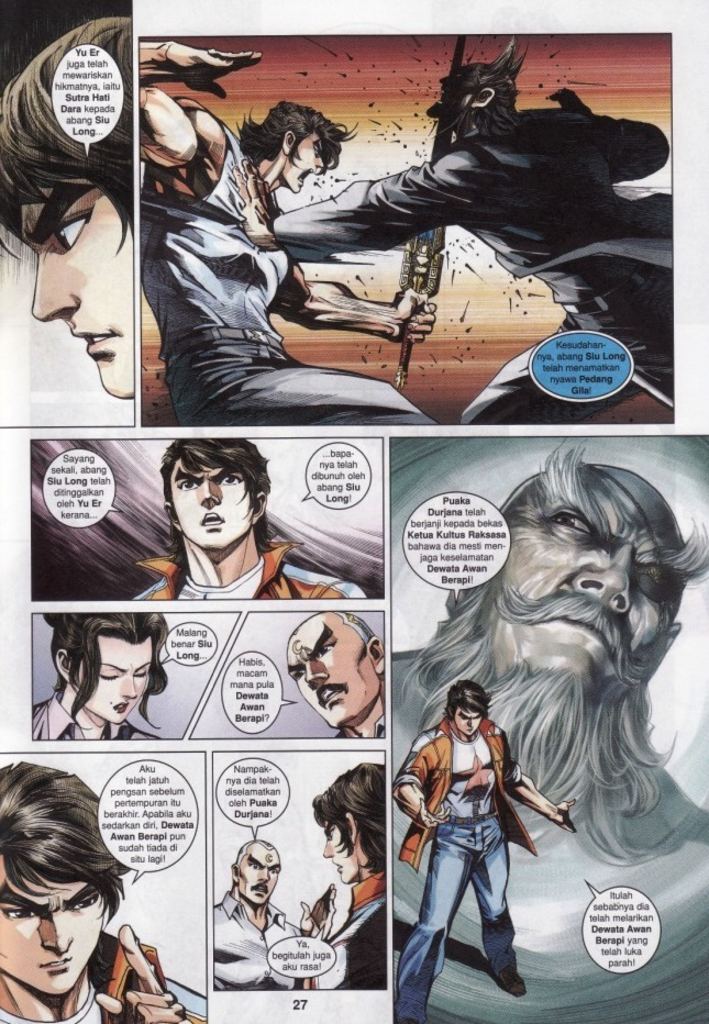 Yu Er
juga telah
mewariskan
hikmatnya, iaitu
Sutra Hati
Dara kepada
abang Siu
Long...
Kesudahan-
nya, abang Siu Long
telah menamatkan
nyawa Pedang
Gila!
Sayang
sekali, abang
Siu Long telah
ditinggalkan
oleh Yu Er
kerana...
...bapa-
nya telah
dibunuh oleh
abang Siu
Long!
Malang
benar Siu
Long...
Habis,
macam
mana pula
Dewata
Awan
Berapi?
Aku
telah jatuh
pengsan sebelum
pertempuran itu
berakhir. Apabila aku
sedarkan diri, Dewata
Awan Berapi pun
sudah tiada di
situ lagi!
Nampak-
nya dia telah
diselamatkan
oleh Puaka
Durjana!
Ya,
begitulah juga
aku rasa!
Puaka
Durjana telah
berjanji kepada bekas
Ketua Kultus Raksasa
bahawa dia mesti men-
jaga keselamatan
Dewata Awan
Berapi!
Itulah
sebabnya dia
telah melarikan
Dewata Awan
Berapi yang
telah luka
parah!
27